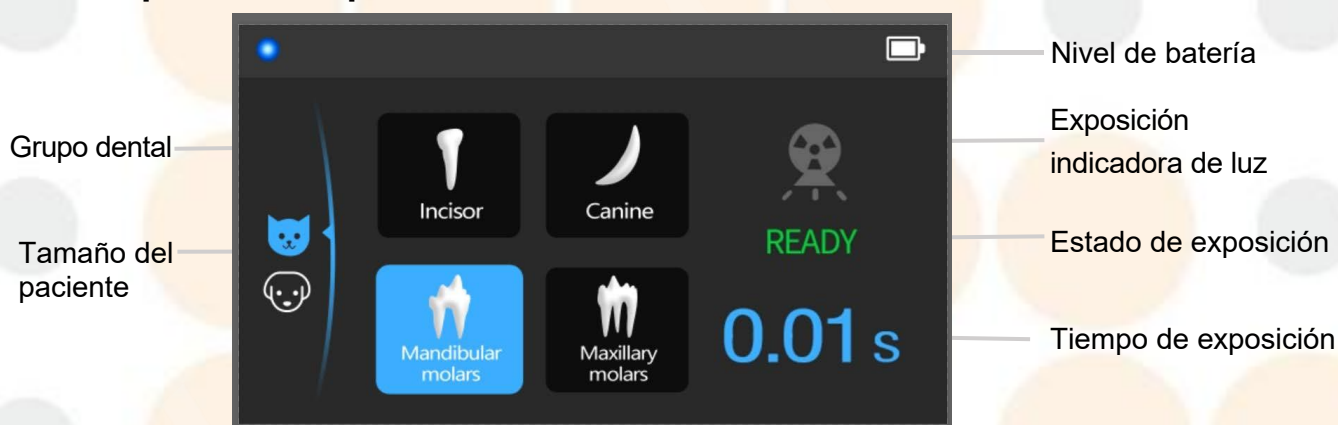 Nivel de batería
Grupo dental
Exposición
indicadora de luz
Incisor
Canine
Tamaño del
paciente
READY
Estado de exposición
Mandibular
molars
Maxillary
molars
0.01 s
Tiempo de exposición